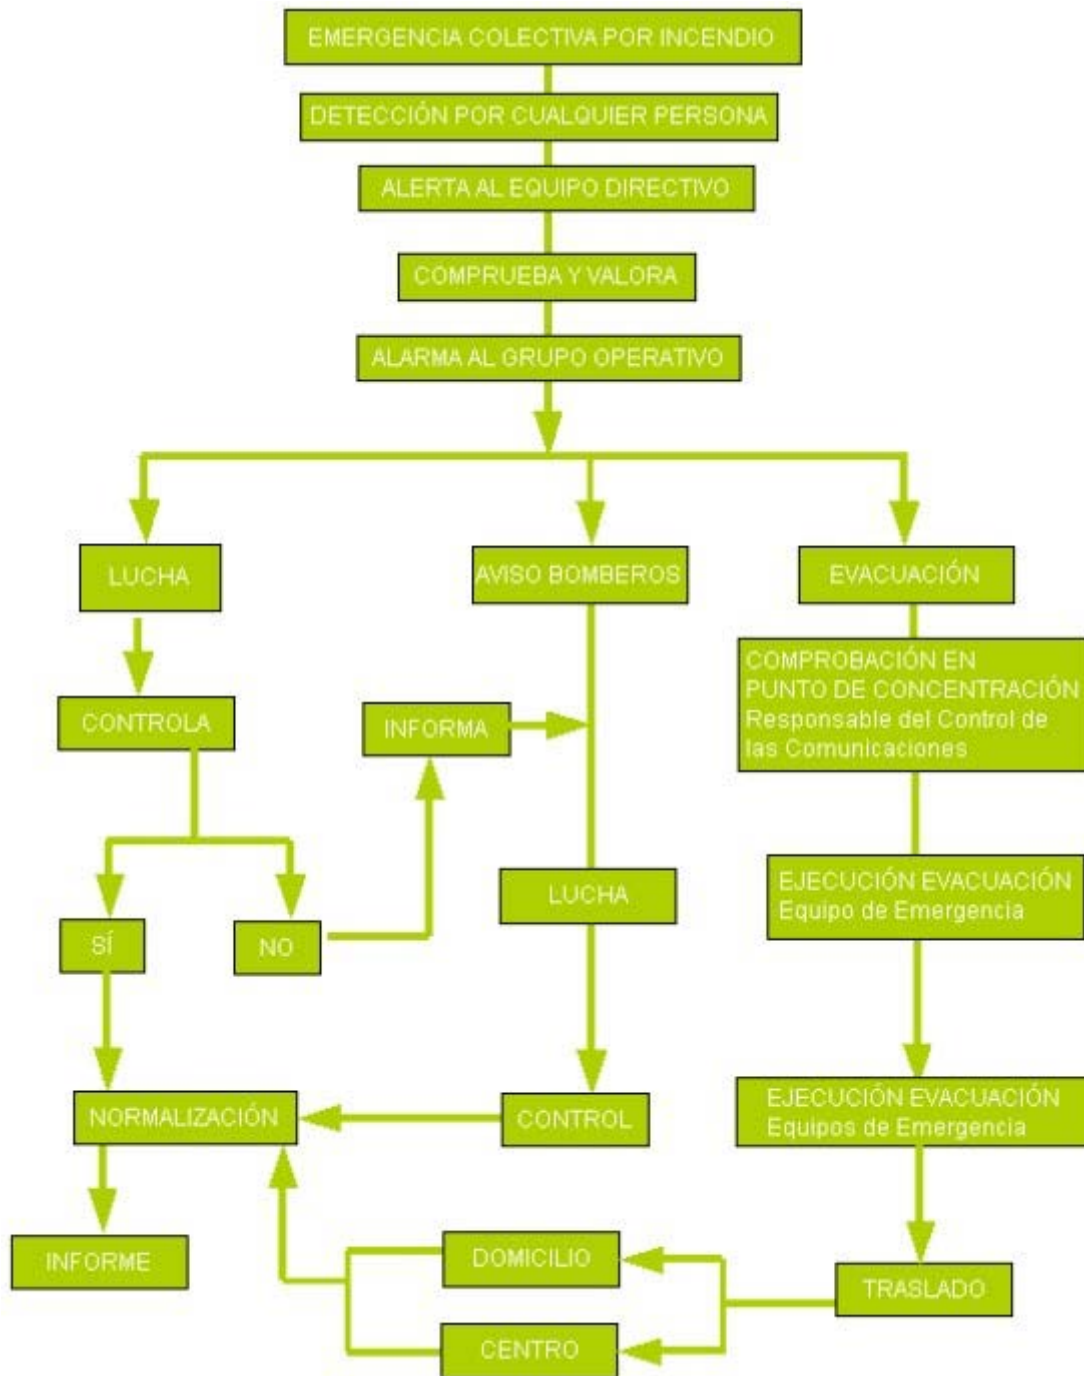 EMERGENCIA COLECTIVA POR INCENDIO
DETECCIÓN POR CUALQUIER PERSONA
ALERTA AL EQUIPO DIRECTIVO
COMPRUEBA Y VALORA
ALARMA AL GRUPO OPERATIVO
LUCHA
AVISO BOMBEROS
EVACUACIÓN
COMPROBACIÓN EN
PUNTO DE CONCENTRACIÓN
Responsable del Control de
las Comunicaciones
CONTROLA
INFORMA
EJECUCIÓN EVACUACIÓN
Equipo de Emergencia
LUCHA
SÍ
NO
EJECUCIÓN EVACUACIÓN
Equipos de Emergencia
NORMALIZACIÓN
CONTROL
INFORME
DOMICILIO
TRASLADO
CENTRO